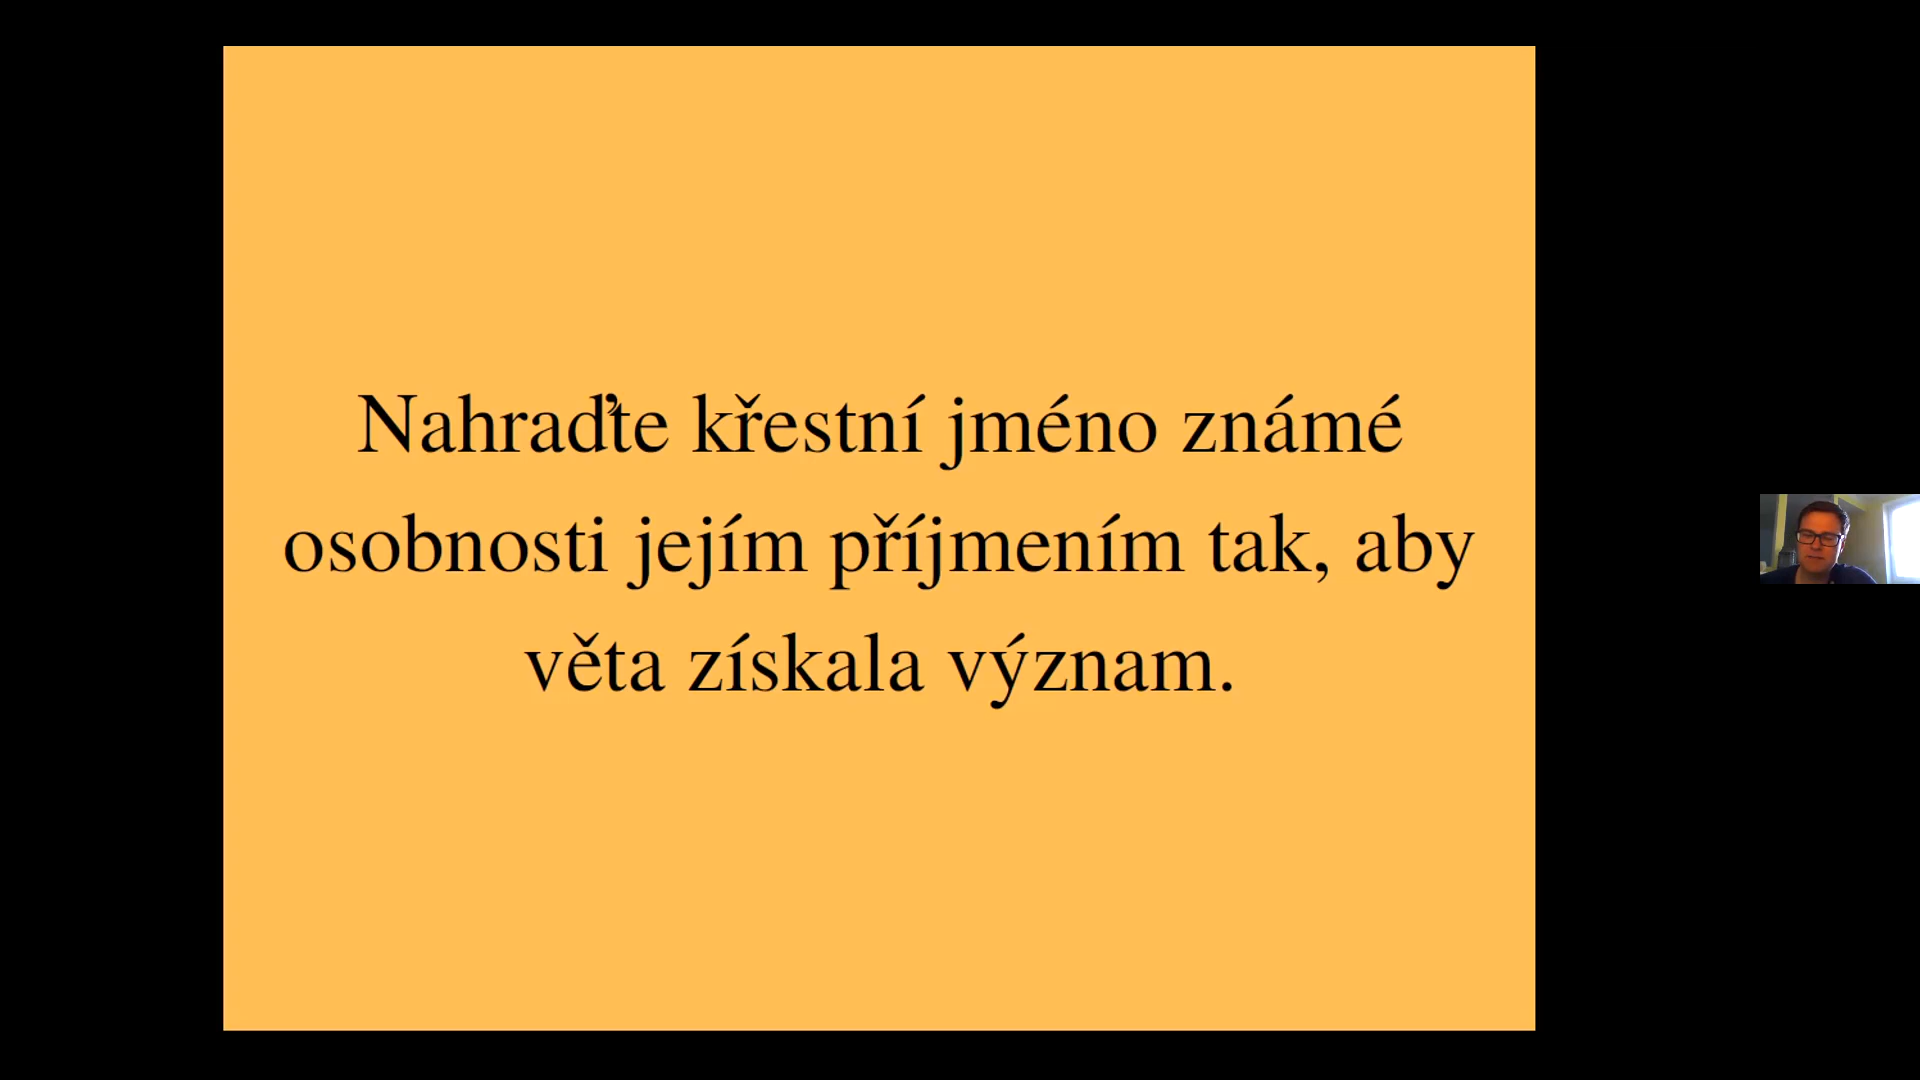 Nahraďte křestní jméno známé
osobnosti jejím příjmením tak, aby
věta získala význam.